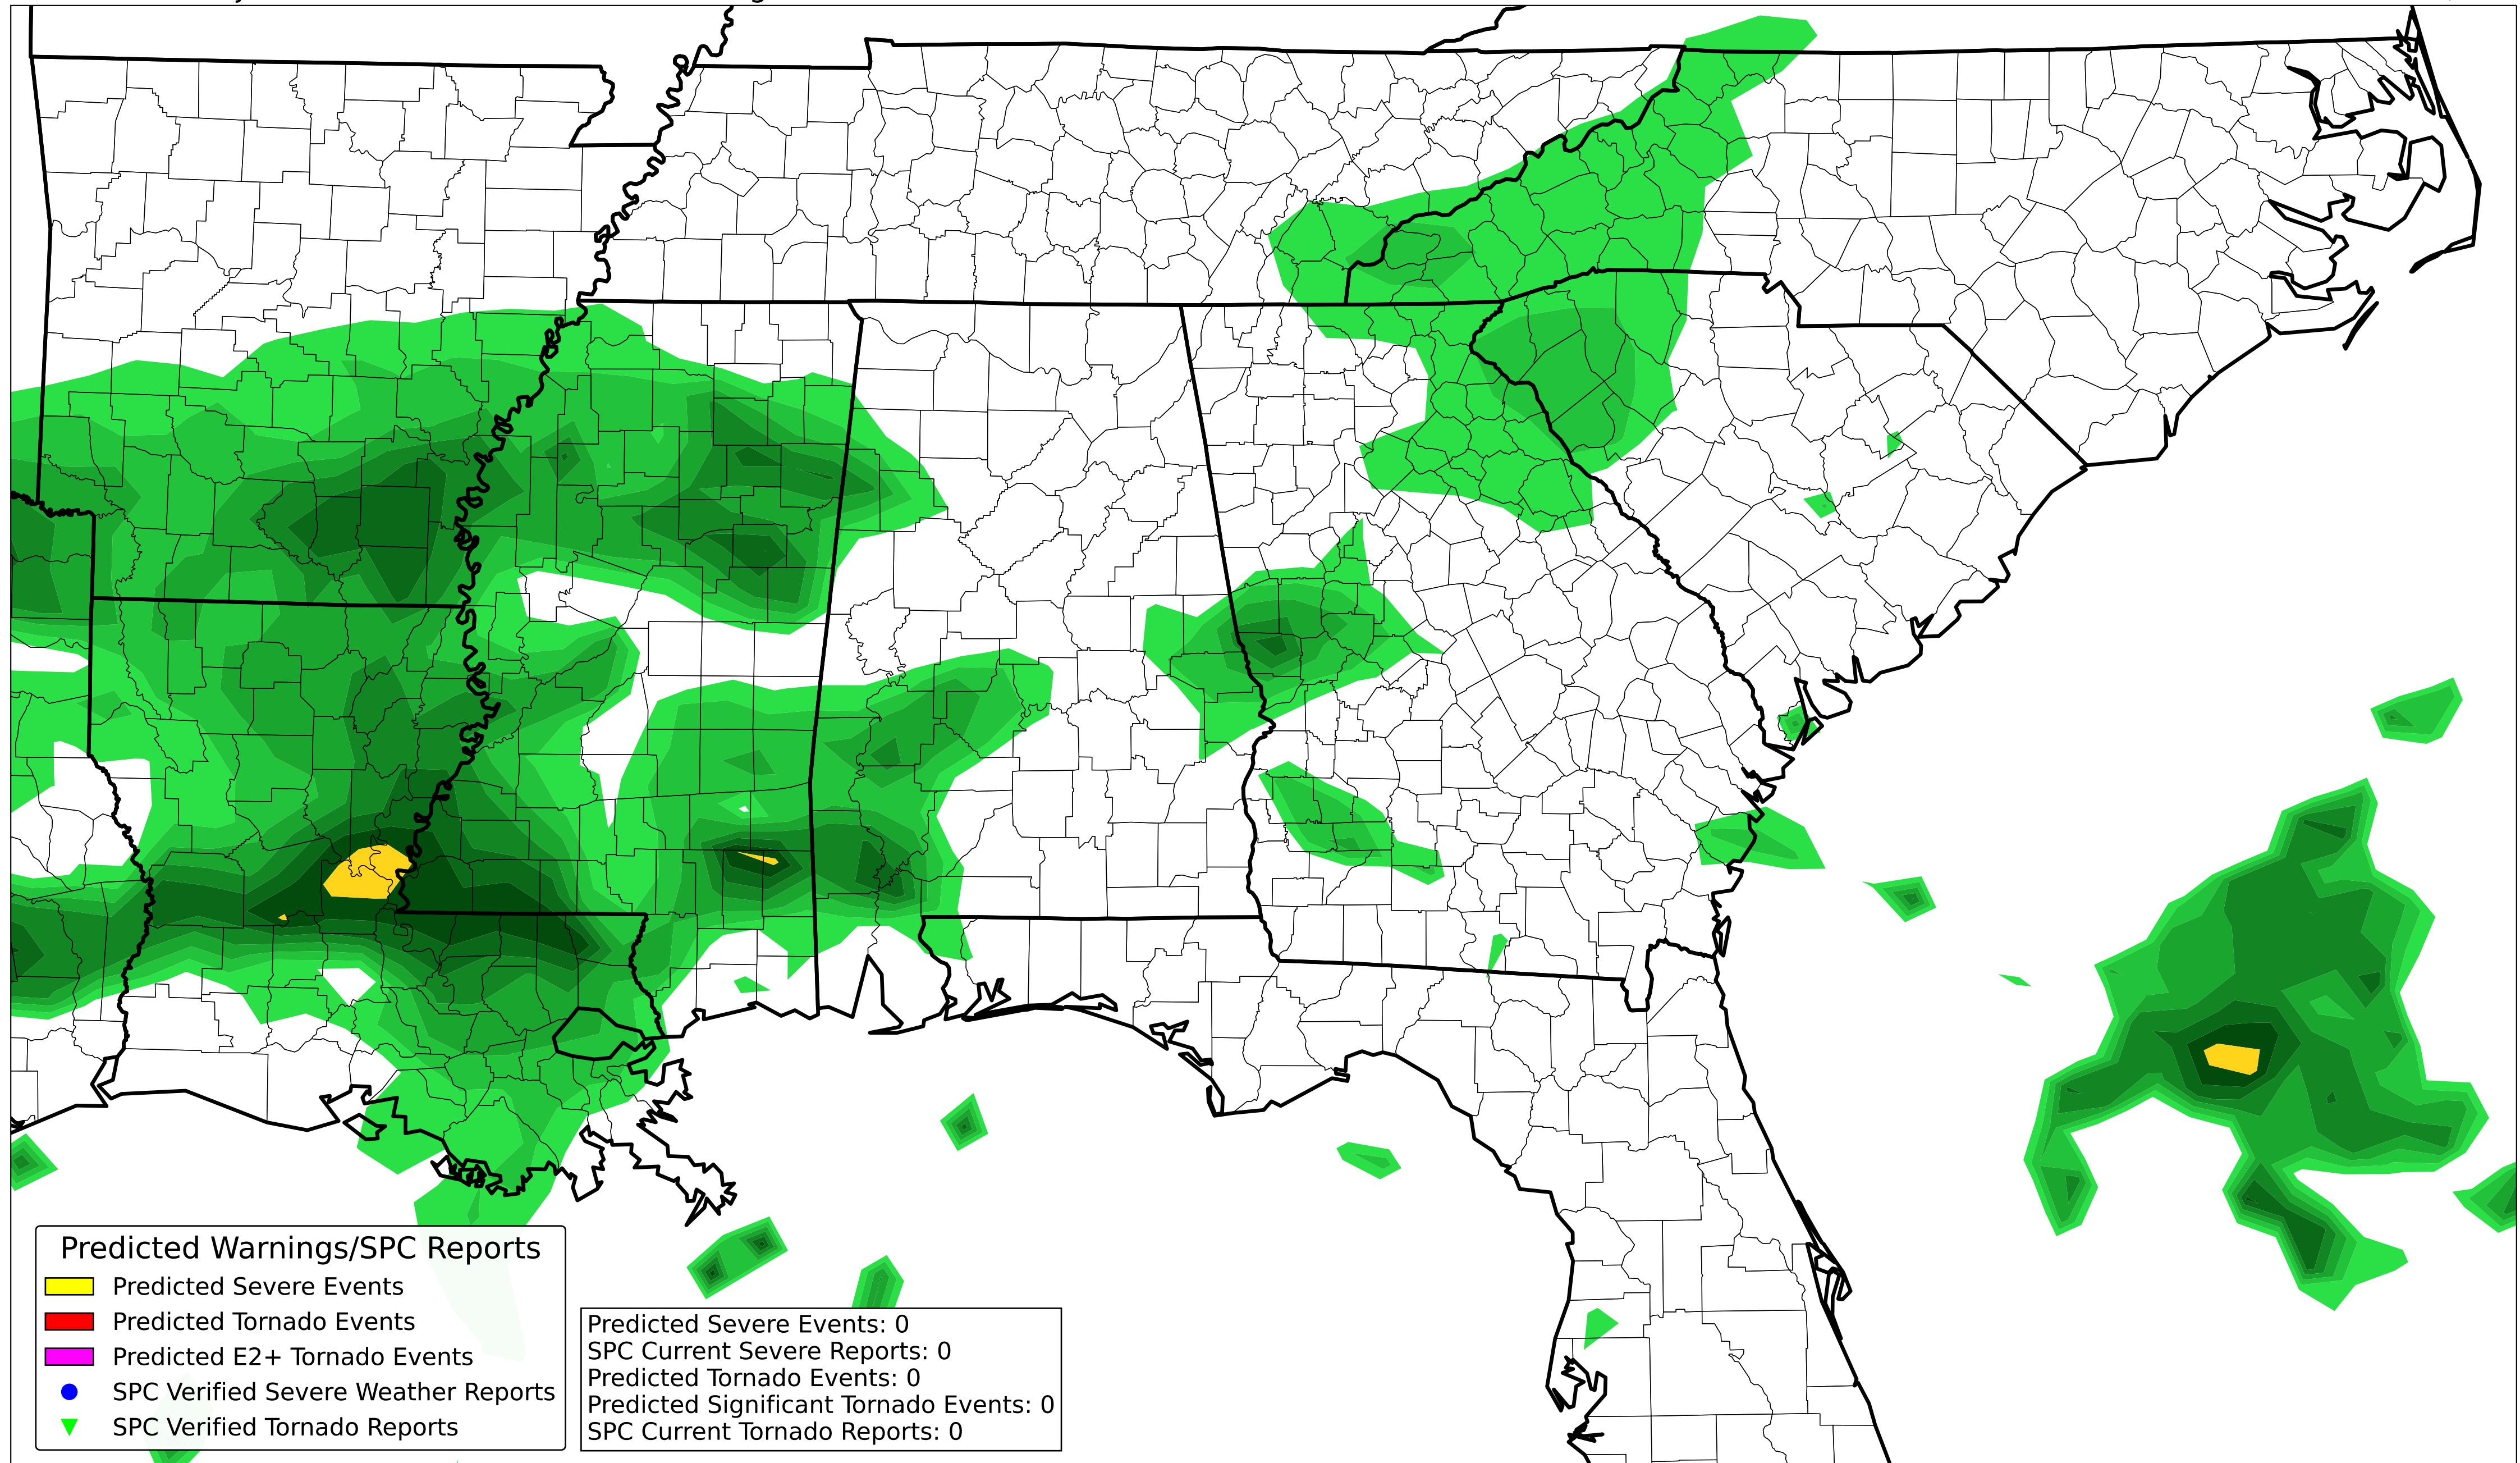 Predicted Warnings/SPC Reports
Predicted Severe Events
Predicted Tornado Events
Predicted E2+ Tornado Events
SPC Verified Severe Weather Reports
SPC Verified Tornado Reports
Predicted Severe Events: 0
SPC Current Severe Reports: 0
Predicted Tornado Events: 0
Predicted Significant Tornado Events: 0
SPC Current Tornado Reports: 0